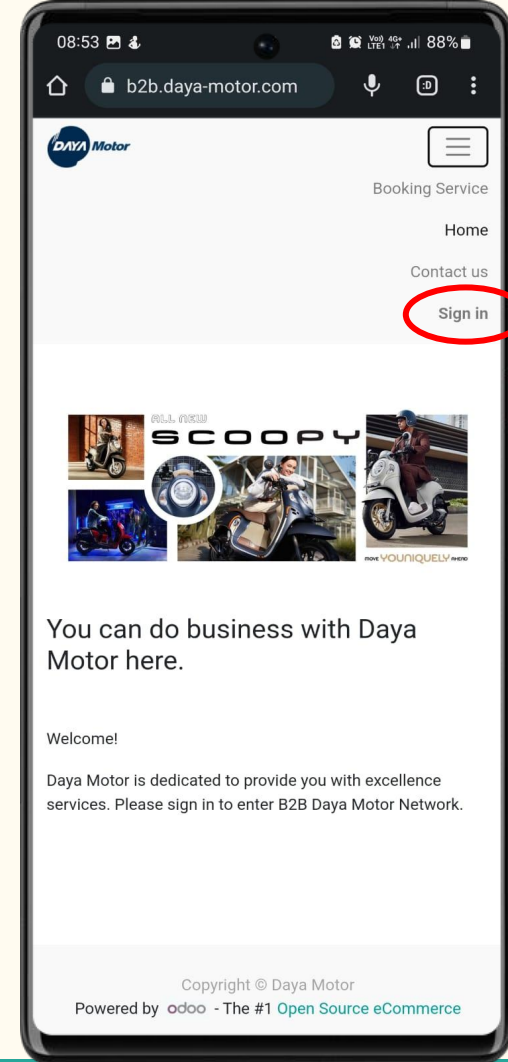 08:53 Vo)) LTE1 4G+ 88%
b2b.daya-motor.com :D
DAYA Motor
Booking Service
Home
Contact us
Sign in
ALL NEW
SCOOPY
MOVE YOUNIQUELY AHEAD
You can do business with Daya
Motor here.
Welcome!
Daya Motor is dedicated to provide you with excellence
services. Please sign in to enter B2B Daya Motor Network.
Copyright © Daya Motor
Powered by odoo - The #1 Open Source eCommerce